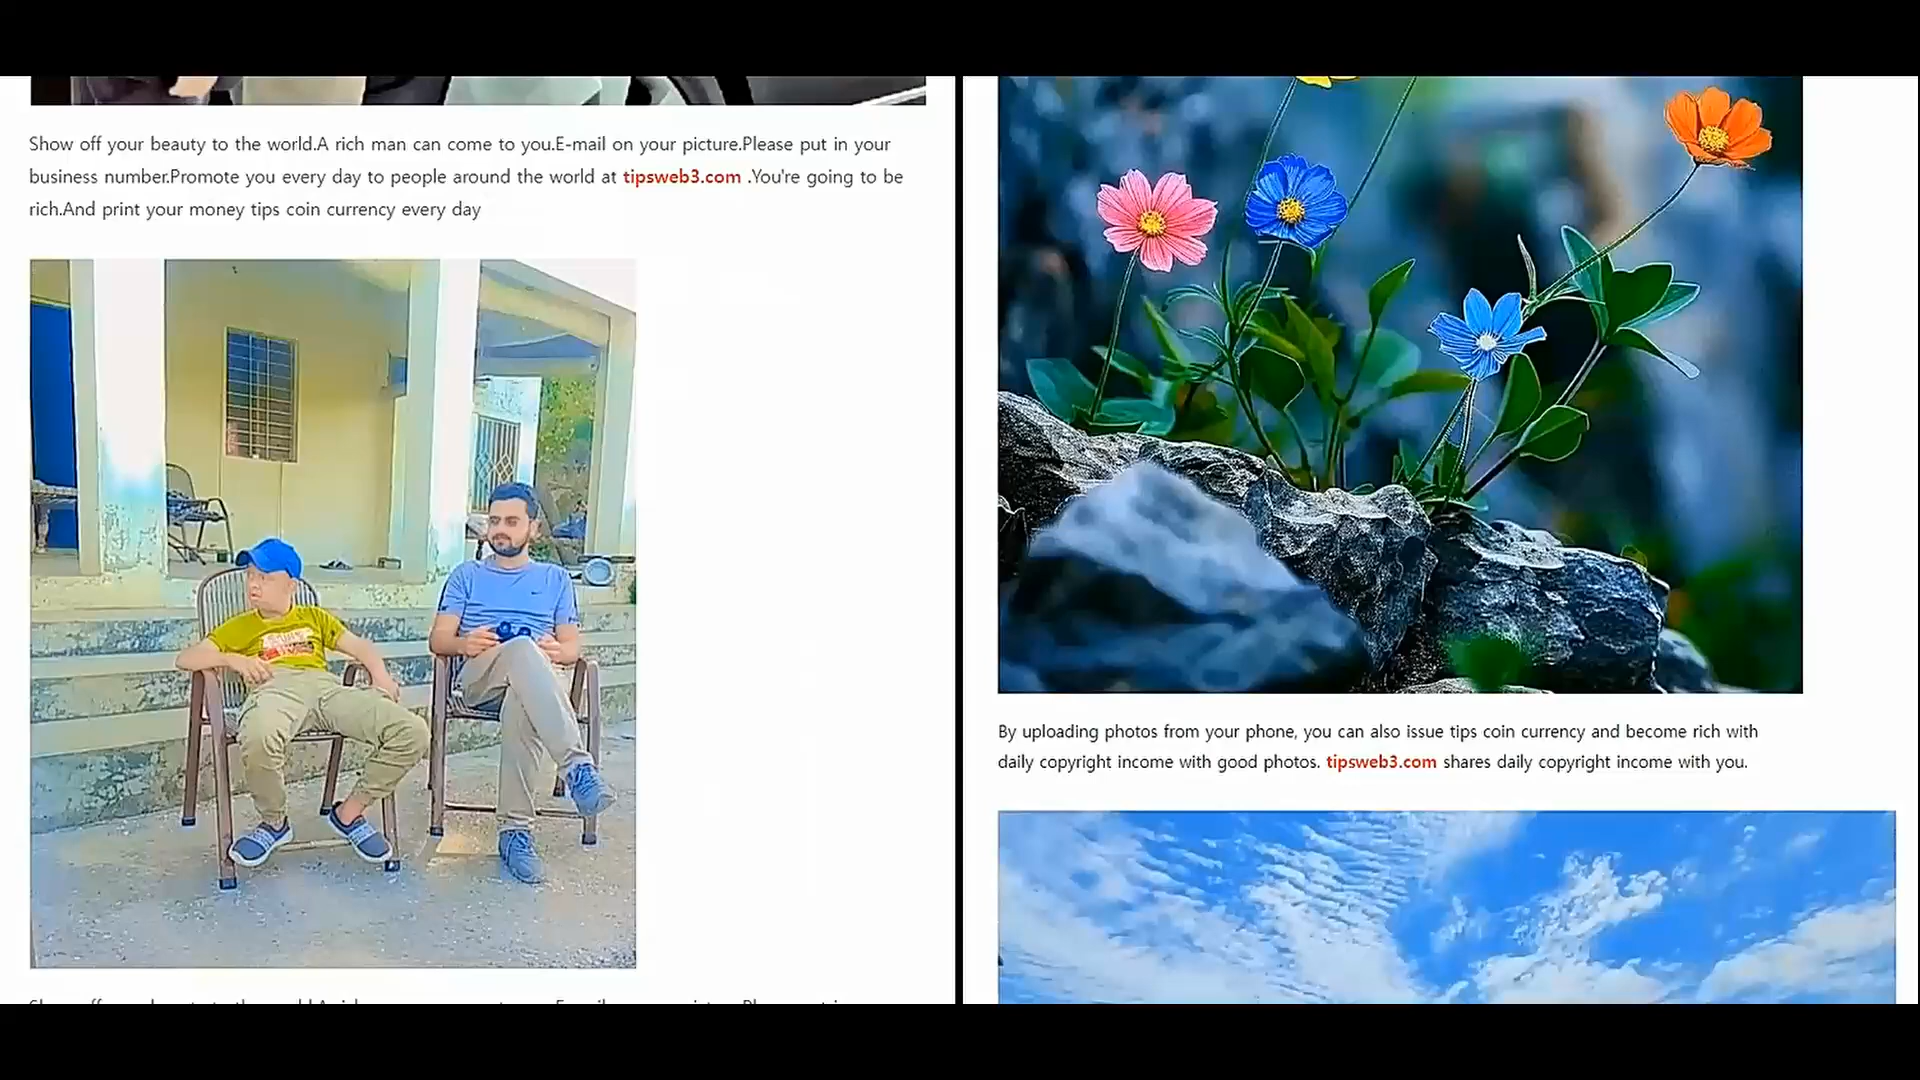 Show off your beauty to the world.A rich man can come to you.E-mail on your picture.Please put in your
business number.Promote you every day to people around the world at tipsweb3.com .You're going to be
rich.And print your money tips coin currency every day
By uploading photos from your phone, you can also issue tips coin currency and become rich with
daily copyright income with good photos. tipsweb3.com shares daily copyright income with you.